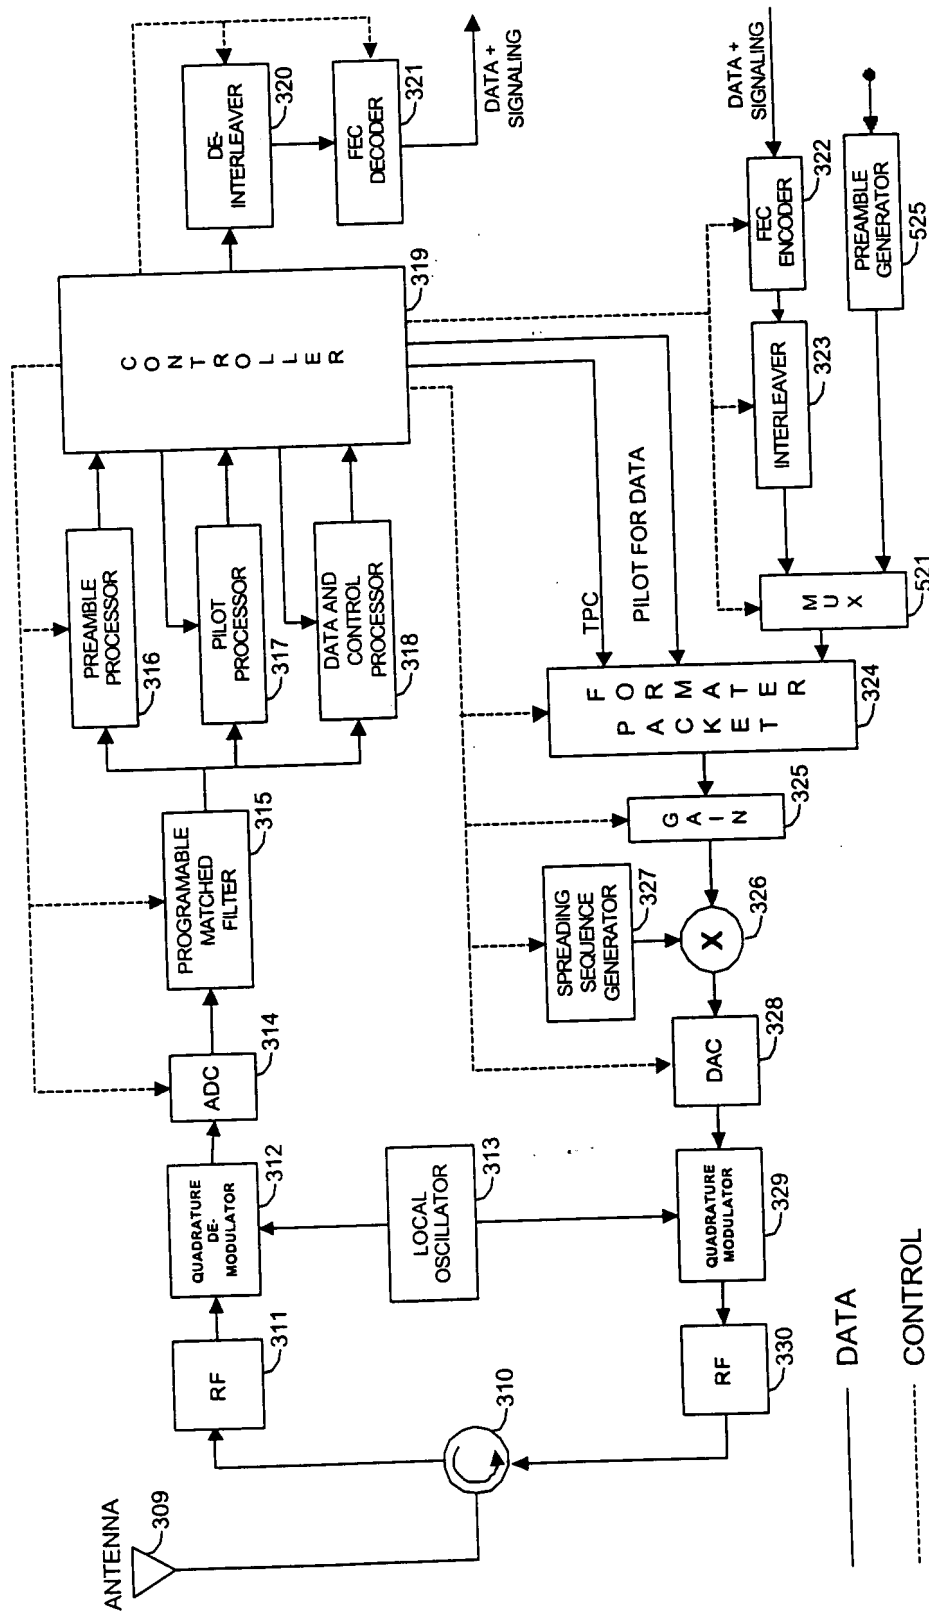 ANTENNA
309
310
RF
311
QUADRATURE
DE-
MODULATOR
312
LOCAL
OSCILLATOR
313
ADC
314
PROGRAMABLE
MATCHED
FILTER
315
PREAMBLE
PROCESSOR
316
PILOT
PROCESSOR
317
DATA AND
CONTROL
PROCESSOR
318
CONTROLLER
319
DE-
INTERLEAVER
320
FEC
DECODER
321
DATA +
SIGNALING
DATA +
SIGNALING
FEC
ENCODER
322
INTERLEAVER
323
PREAMBLE
GENERATOR
525
MUX
521
TPC
PILOT FOR DATA
FORMATER
PACKET
324
GAIN
325
X
326
SPREADING
SEQUENCE
GENERATOR
327
DAC
328
QUADRATURE
MODULATOR
329
RF
330
DATA
CONTROL